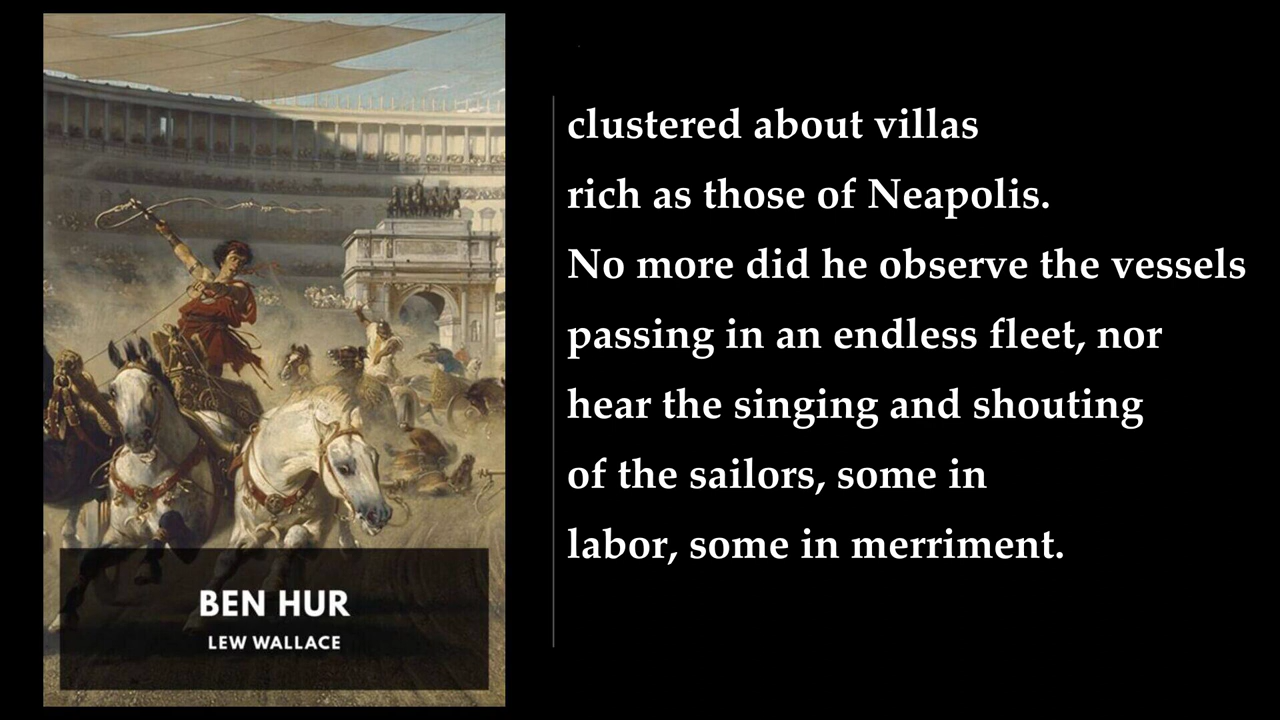 BEN HUR
LEW WALLACE
clustered about villas
rich as those of Neapolis.
No more did he observe the vessels
passing in an endless fleet, nor
hear the singing and shouting
of the sailors, some in
labor, some in merriment.